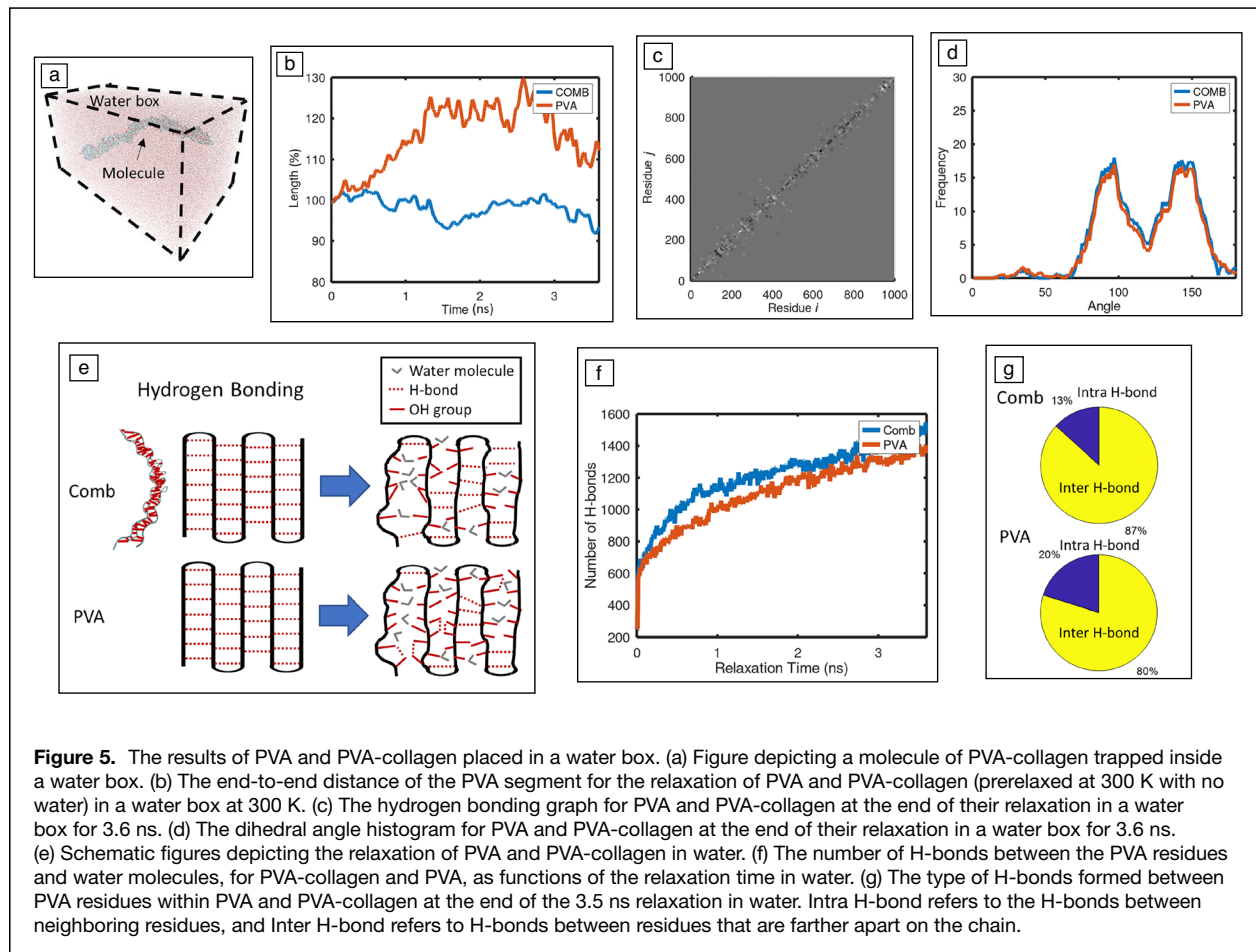 a
Water box
Molecule
b
130
120
110
100
90
80
Length (%)
0
1
2
3
Time (ns)
COMB
PVA
c
1000
800
600
400
200
0
Residue j
0
200
400
600
800
1000
Residue i
d
30
25
20
15
10
5
0
Frequency
0
50
100
150
Angle
COMB
PVA
e
Hydrogen Bonding
Water molecule
H-bond
OH group
Comb
PVA
f
1600
1400
1200
1000
800
600
400
200
Number of H-bonds
0
1
2
3
Relaxation Time (ns)
Comb
PVA
g
Comb
13%
Intra H-bond
Inter H-bond
87%
PVA
20%
Intra H-bond
Inter H-bond
80%
Figure 5. The results of PVA and PVA-collagen placed in a water box. (a) Figure depicting a molecule of PVA-collagen trapped inside
a water box. (b) The end-to-end distance of the PVA segment for the relaxation of PVA and PVA-collagen (prerelaxed at 300 K with no
water) in a water box at 300 K. (c) The hydrogen bonding graph for PVA and PVA-collagen at the end of their relaxation in a water
box for 3.6 ns. (d) The dihedral angle histogram for PVA and PVA-collagen at the end of their relaxation in a water box for 3.6 ns.
(e) Schematic figures depicting the relaxation of PVA and PVA-collagen in water. (f) The number of H-bonds between the PVA residues
and water molecules, for PVA-collagen and PVA, as functions of the relaxation time in water. (g) The type of H-bonds formed between
PVA residues within PVA and PVA-collagen at the end of the 3.5 ns relaxation in water. Intra H-bond refers to the H-bonds between
neighboring residues, and Inter H-bond refers to H-bonds between residues that are farther apart on the chain.